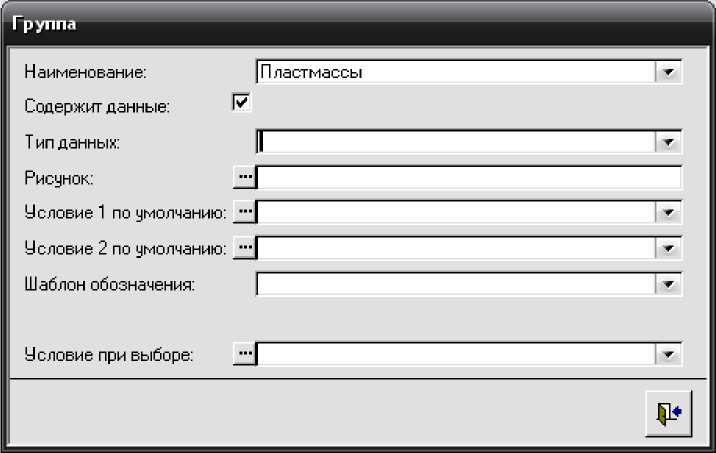 Группа
Наименование: Пластмассы
Содержит данные:
Тип данных:
Рисунок: ...
Условие 1 по умолчанию: ...
Условие 2 по умолчанию: ...
Шаблон обозначения:
Условие при выборе: ...